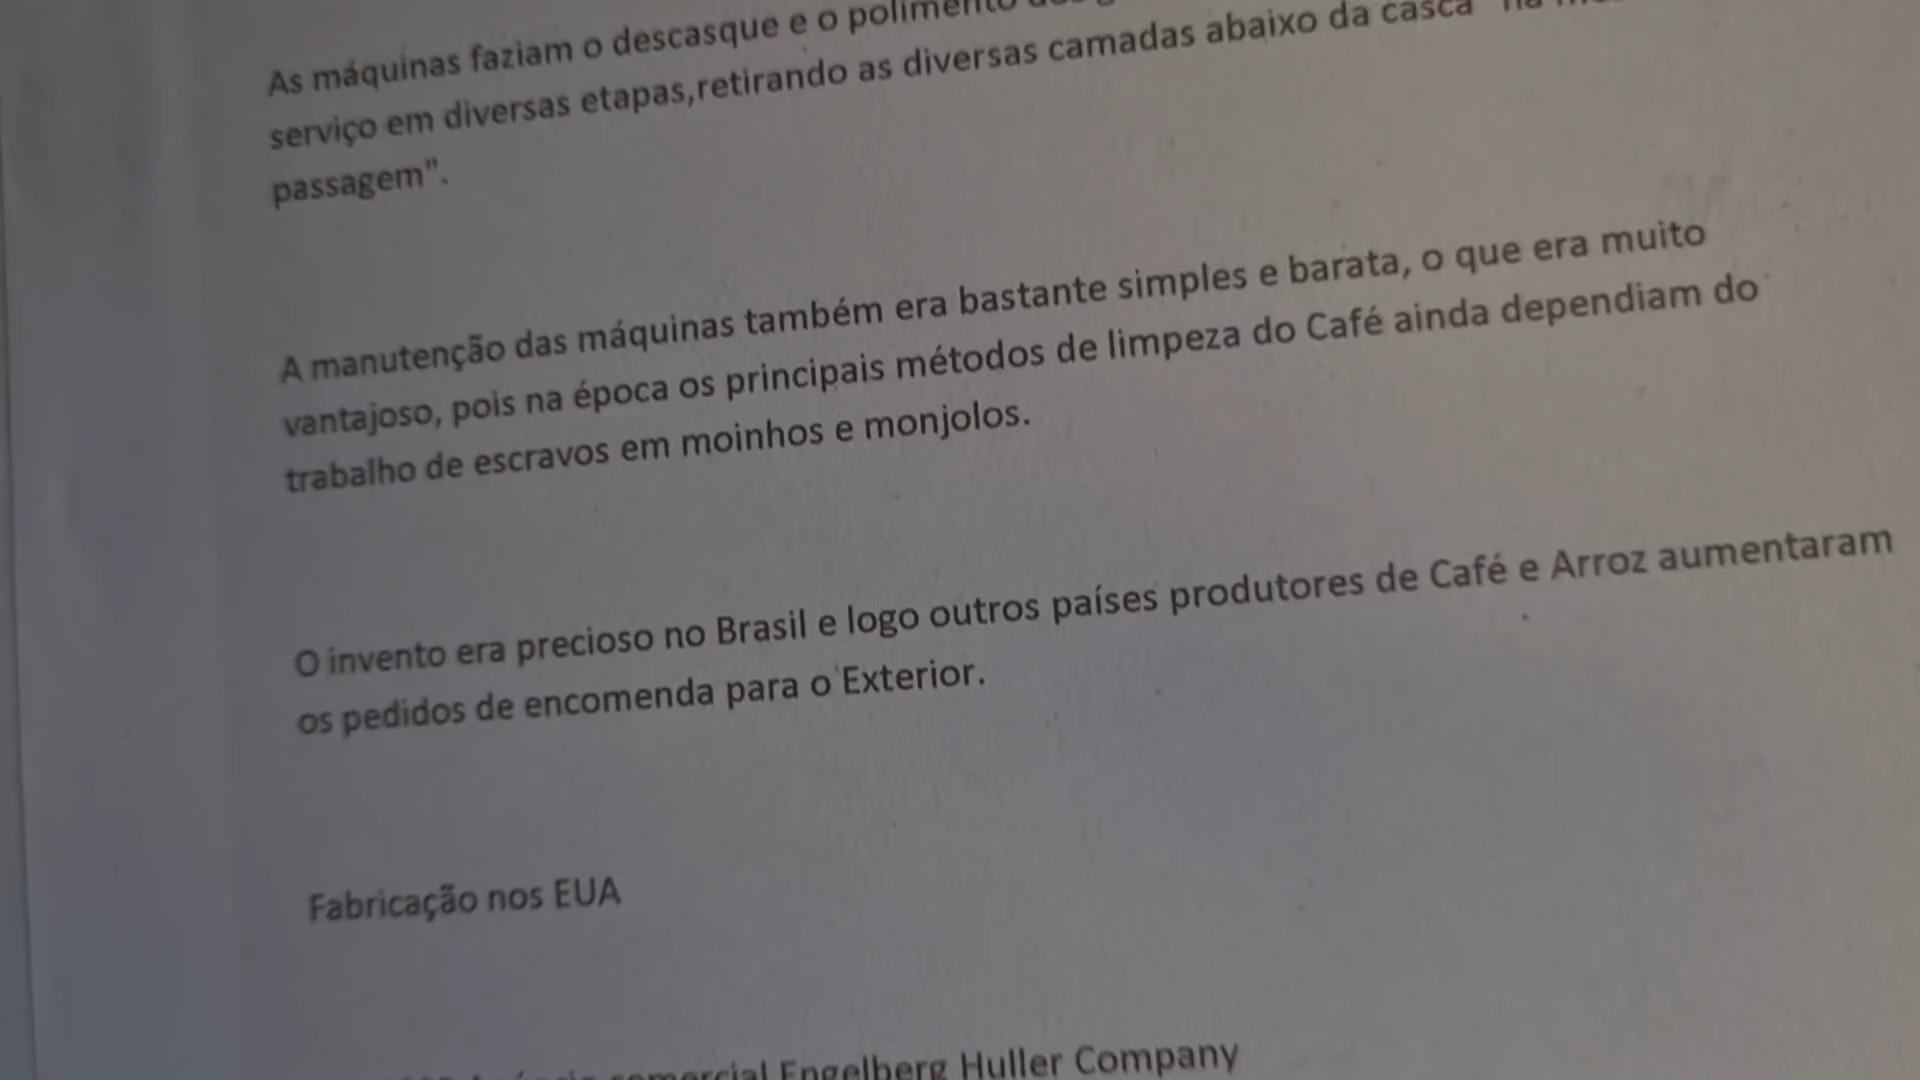 As máquinas faziam o descasque e o polimento
serviço em diversas etapas,retirando as diversas camadas abaixo da casca "na
passagem".
A manutenção das máquinas também era bastante simples e barata, o que era muito
vantajoso, pois na época os principais métodos de limpeza do Café ainda dependiam do
trabalho de escravos em moinhos e monjolos.
O invento era precioso no Brasil e logo outros países produtores de Café e Arroz aumentaram
os pedidos de encomenda para o Exterior.
Fabricação nos EUA
comercial Engelberg Huller Company